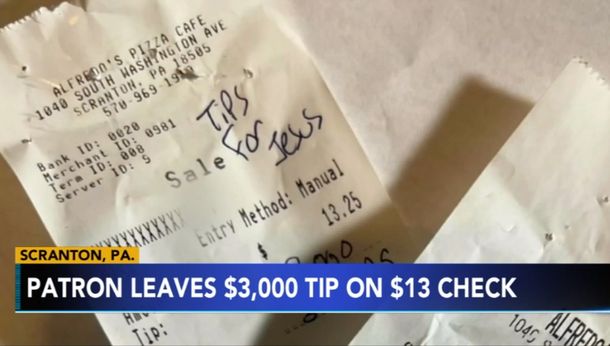 ALFREDO'S PIZZA CAFE
1040 SOUTH WASHINGTON AVE
SCRANTON, PA 18505
Bank ID: 0020
Merchant ID: 0981
Term ID: 008
Server ID: 9
Sale
Tips
For
Jesus
XXXXXXXXXXX
Entry Method: Manual
$ 13.25
Tip:
SCRANTON, PA.
PATRON LEAVES $3,000 TIP ON $13 CHECK
ALFREDO